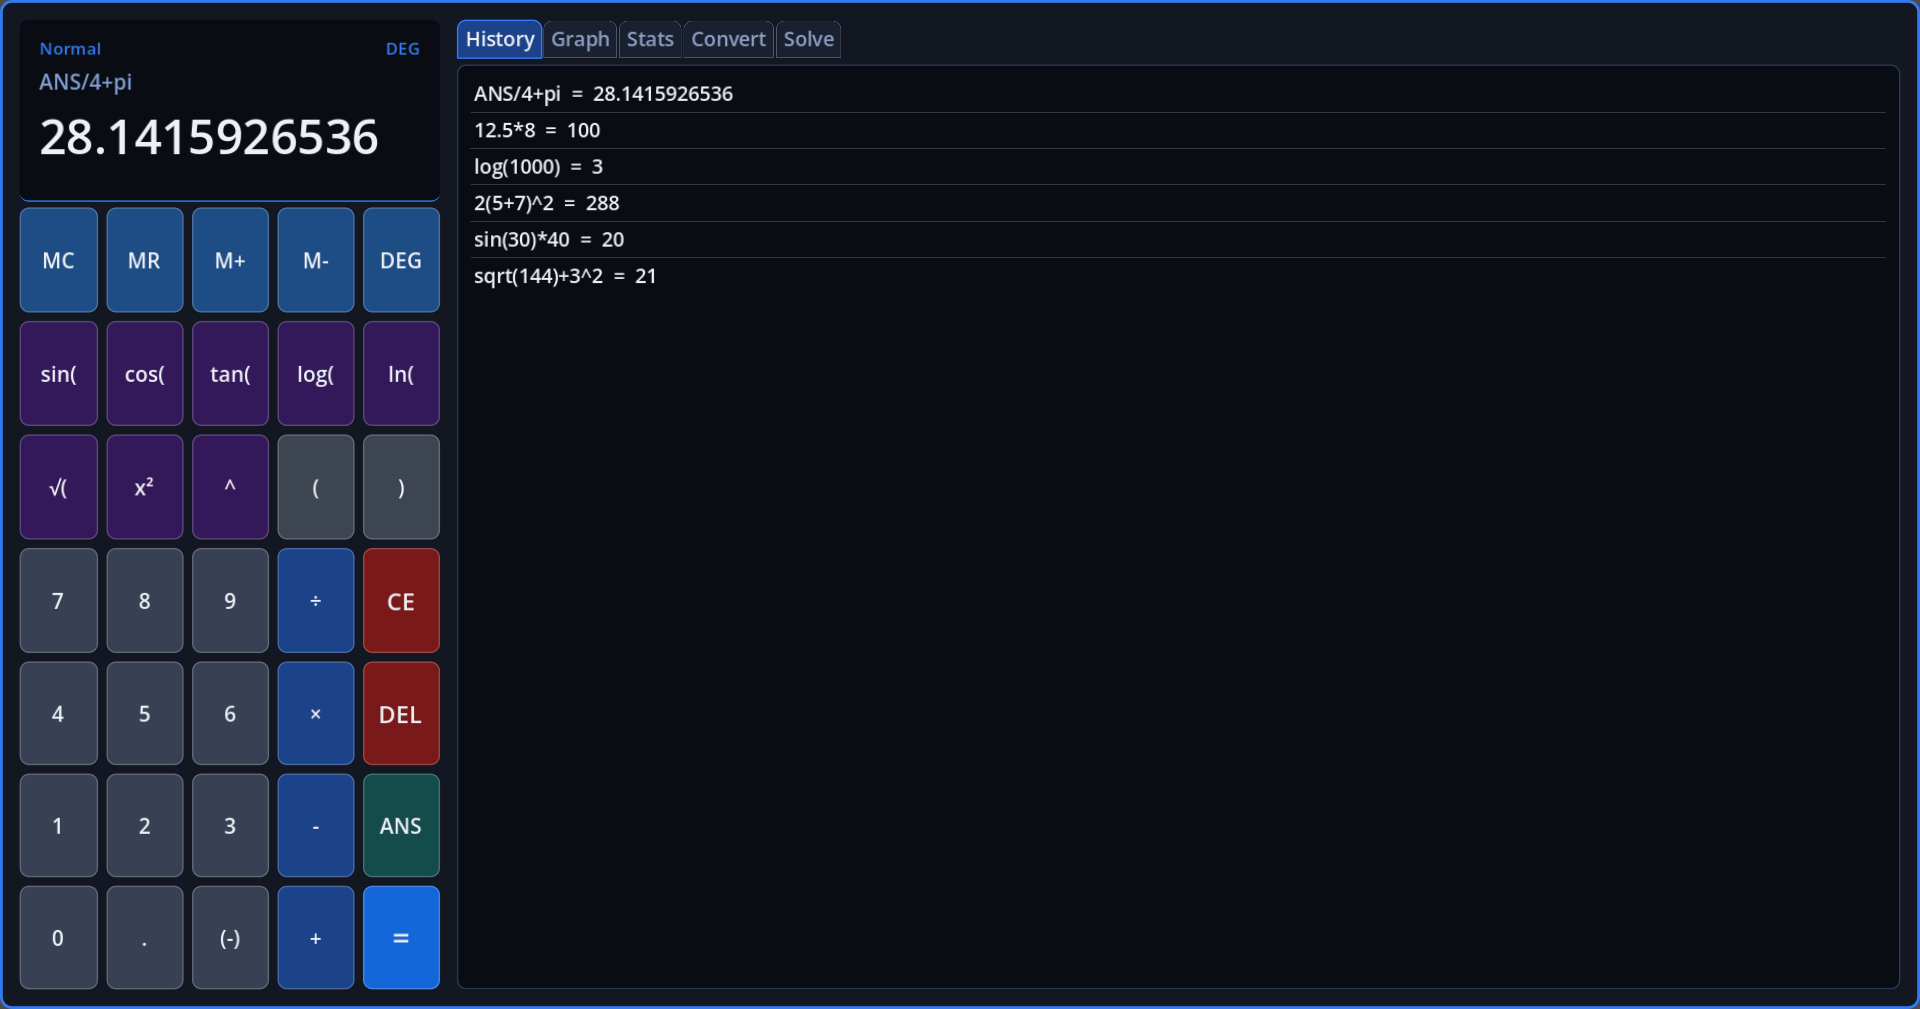 Normal DEG
ANS/4+pi
28.1415926536
MC MR M+ M- DEG
sin( cos( tan( log( ln(
√( x² ^ ( )
7 8 9 ÷ CE
4 5 6 × DEL
1 2 3 - ANS
0 . (-) + =
History Graph Stats Convert Solve
ANS/4+pi = 28.1415926536
12.5*8 = 100
log(1000) = 3
2(5+7)^2 = 288
sin(30)*40 = 20
sqrt(144)+3^2 = 21